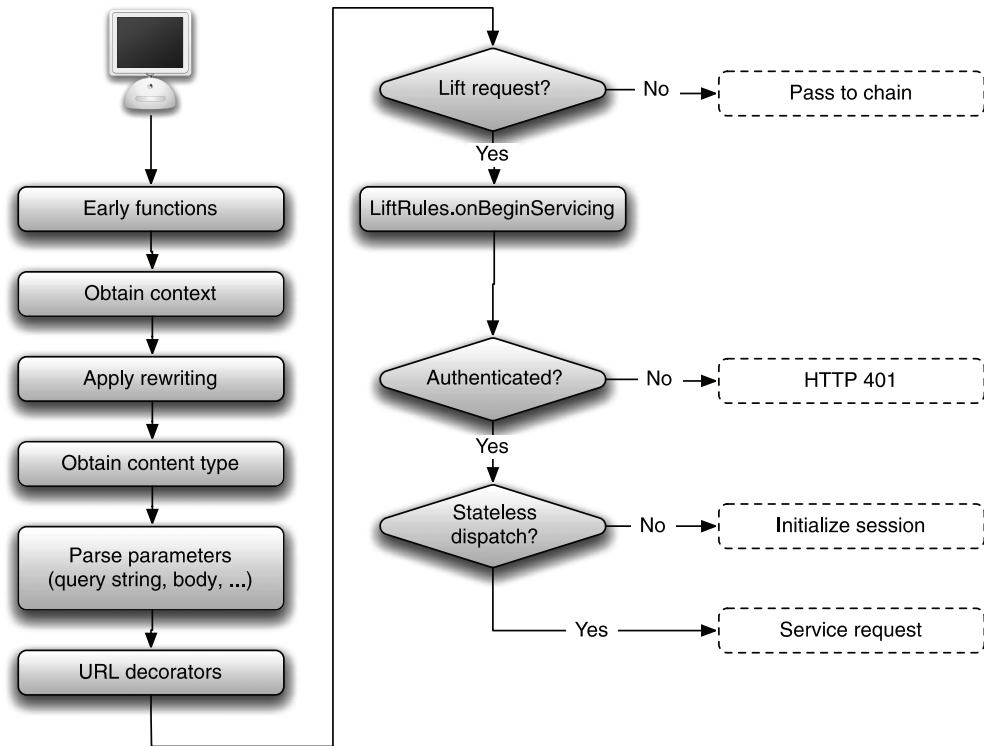 Early functions
Obtain context
Apply rewriting
Obtain content type
Parse parameters
(query string, body, ...)
URL decorators
Lift request?
No
Pass to chain
Yes
LiftRules.onBeginServicing
Authenticated?
No
HTTP 401
Yes
Stateless
dispatch?
No
Initialize session
Yes
Service request